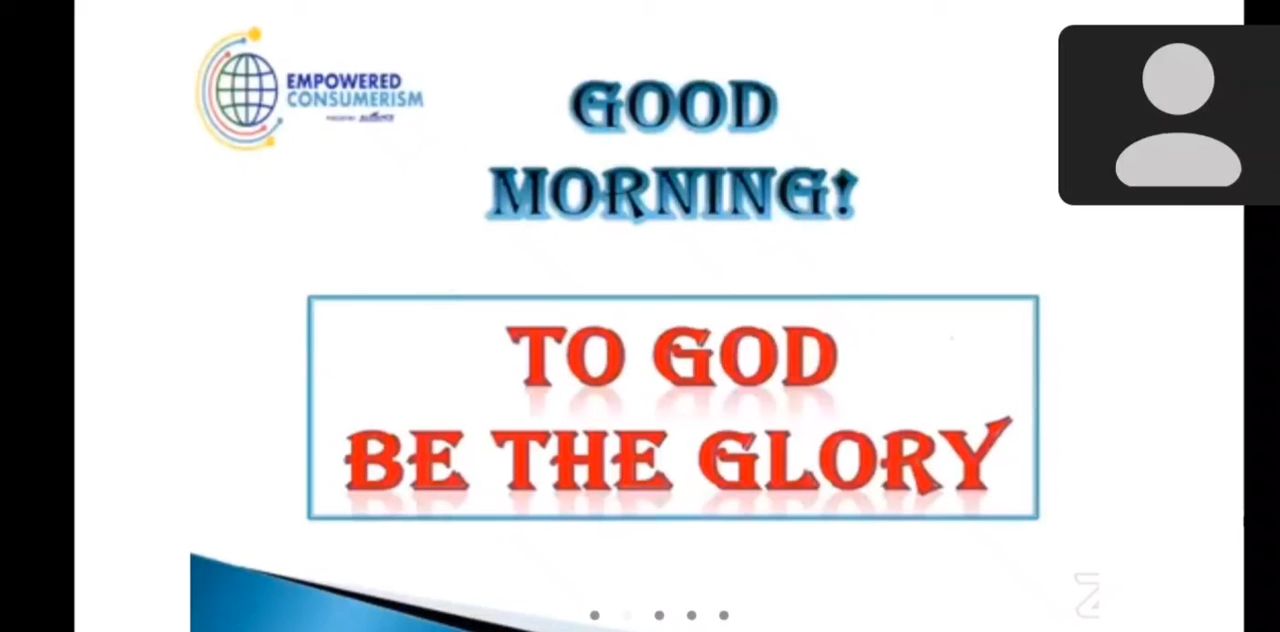 EMPOWERED
CONSUMERISM
GOOD
MORNING!
TO GOD
BE THE GLORY